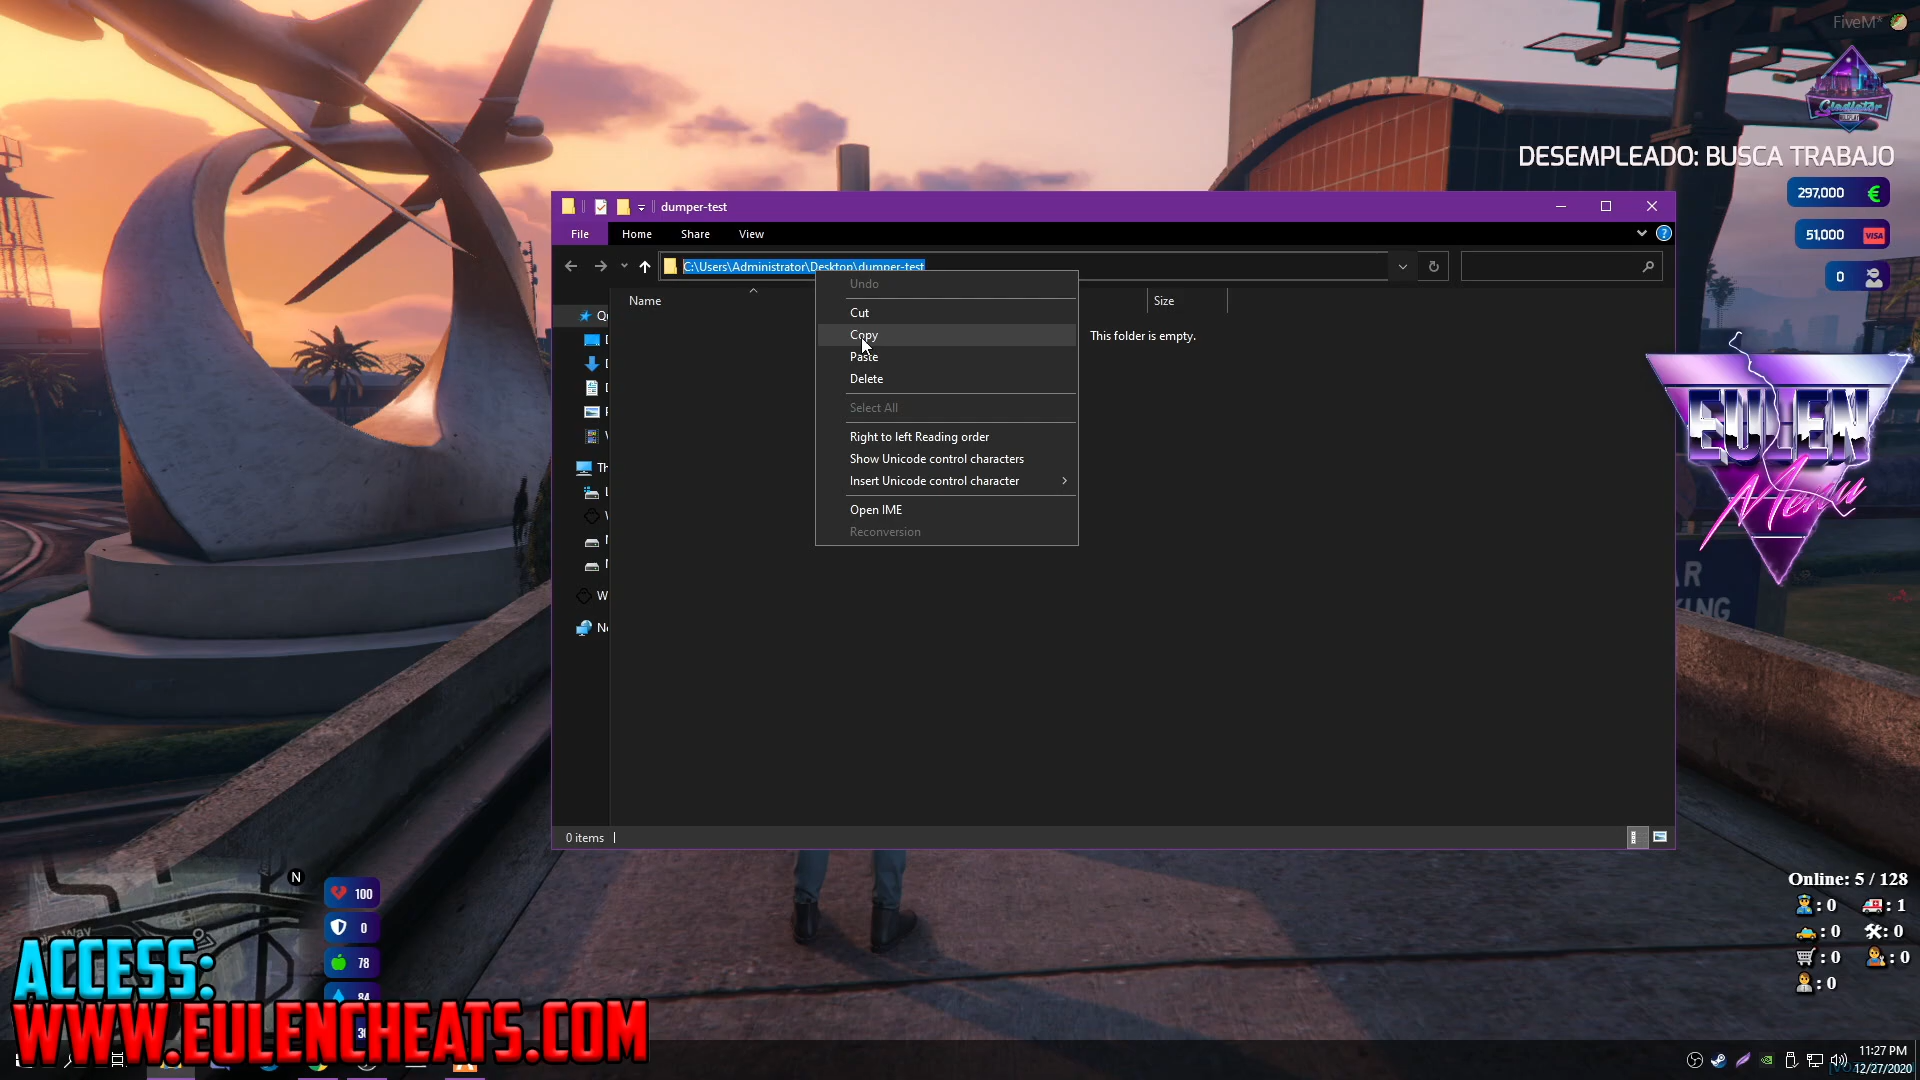 FiveM*
Gladiator
DESEMPLEADO: BUSCA TRABAJO
297,000 €
51,000 VISA
0
dumper-test
File
Home
Share
View
C:\Users\Administrator\Desktop\dumper-test
Name
Size
This folder is empty.
Undo
Cut
Copy
Paste
Delete
Select All
Right to left Reading order
Show Unicode control characters
Insert Unicode control character
Open IME
Reconversion
0 items
EULEN
Menu
N
100
0
78
84
Online: 5 / 128
: 0
: 1
: 0
: 0
: 0
: 0
: 0
ACCESS:
WWW.EULENCHEATS.COM
11:27 PM
12/27/2020